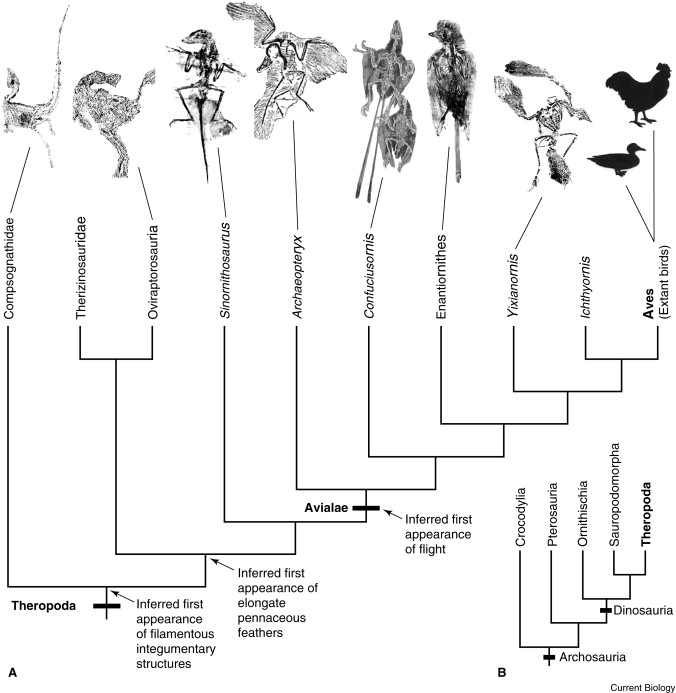 Compsognathidae
Therizinosauridae
Oviraptorosauria
Sinornithosaurus
Archaeopteryx
Confuciusornis
Enantiornithes
Yixianornis
Ichthyornis
Aves
(Extant birds)
Avialae
Inferred first
appearance
of flight
Inferred first
appearance of
elongate
pennaceous
feathers
Theropoda
Inferred first
appearance
of filamentous
integumentary
structures
A
Crocodylia
Pterosauria
Ornithischia
Sauropodomorpha
Theropoda
Dinosauria
Archosauria
B
Current Biology